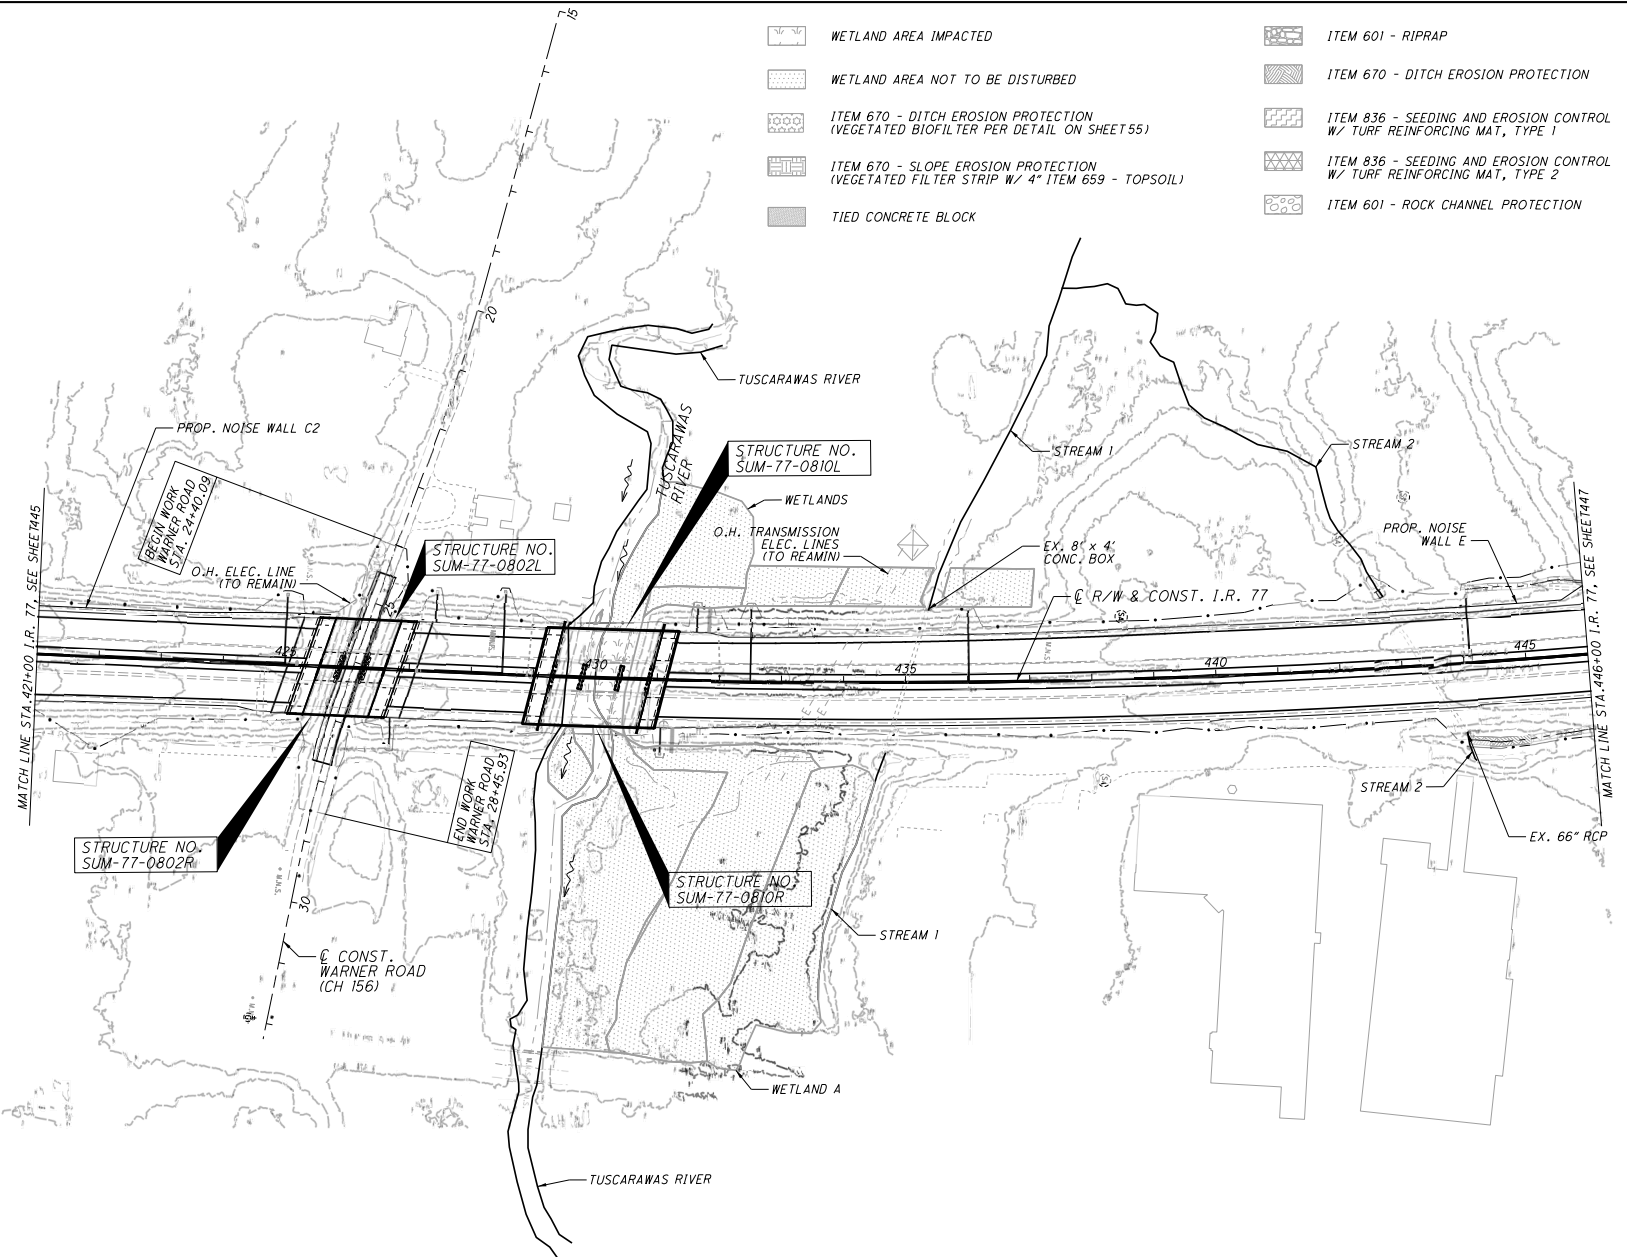 WETLAND AREA IMPACTED
WETLAND AREA NOT TO BE DISTURBED
ITEM 670 - DITCH EROSION PROTECTION
(VEGETATED BIOFILTER PER DETAIL ON SHEET 55)
ITEM 670 - SLOPE EROSION PROTECTION
(VEGETATED FILTER STRIP W/ 4" ITEM 659 - TOPSOIL)
TIED CONCRETE BLOCK
ITEM 601 - RIPRAP
ITEM 670 - DITCH EROSION PROTECTION
ITEM 836 - SEEDING AND EROSION CONTROL
W/ TURF REINFORCING MAT, TYPE 1
ITEM 836 - SEEDING AND EROSION CONTROL
W/ TURF REINFORCING MAT, TYPE 2
ITEM 601 - ROCK CHANNEL PROTECTION
15
20
TUSCARAWAS RIVER
PROP. NOISE WALL C2
TUSCARAWAS
RIVER
STRUCTURE NO.
SUM-77-0810L
STREAM 1
STREAM 2
WETLANDS
BEGIN WORK
WARNER ROAD
STA. 24+40.09
O.H. TRANSMISSION
ELEC. LINES
(TO REAMIN)
PROP. NOISE
WALL E
STRUCTURE NO.
SUM-77-0802L
EX. 8' x 4'
CONC. BOX
O.H. ELEC. LINE
(TO REMAIN)
℄ R/W & CONST. I.R. 77
25
MATCH LINE STA.421+00 I.R. 77, SEE SHEET445
MATCH LINE STA.446+00 I.R. 77, SEE SHEET447
425
430
435
440
445
END WORK
WARNER ROAD
STA. 28+45.93
STREAM 2
EX. 66" RCP
STRUCTURE NO.
SUM-77-0802R
STRUCTURE NO.
SUM-77-0810R
30
STREAM 1
℄ CONST.
WARNER ROAD
(CH 156)
WETLAND A
TUSCARAWAS RIVER